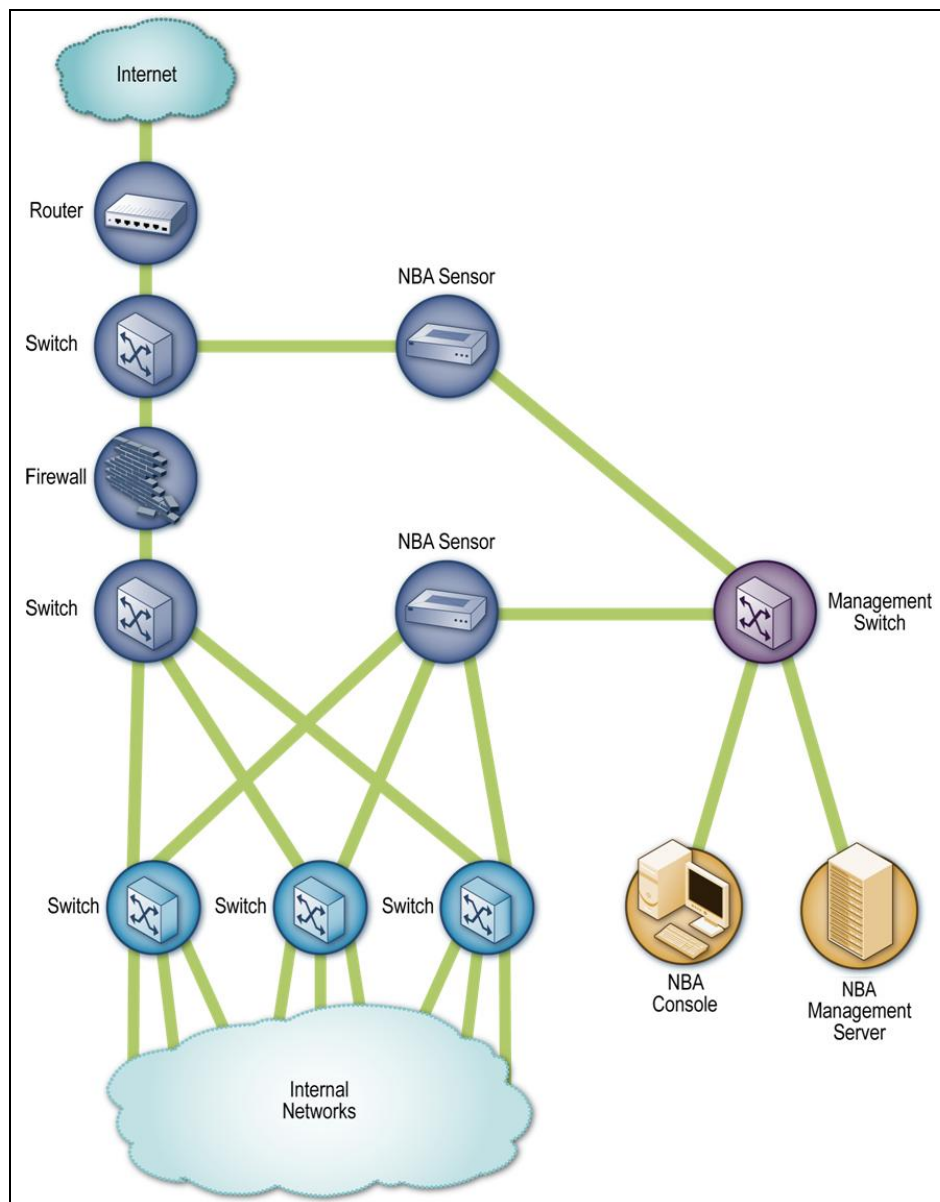 Internet
Router
NBA Sensor
Switch
Firewall
NBA Sensor
Switch
Management
Switch
Switch
Switch
Switch
NBA
Console
NBA
Management
Server
Internal
Networks